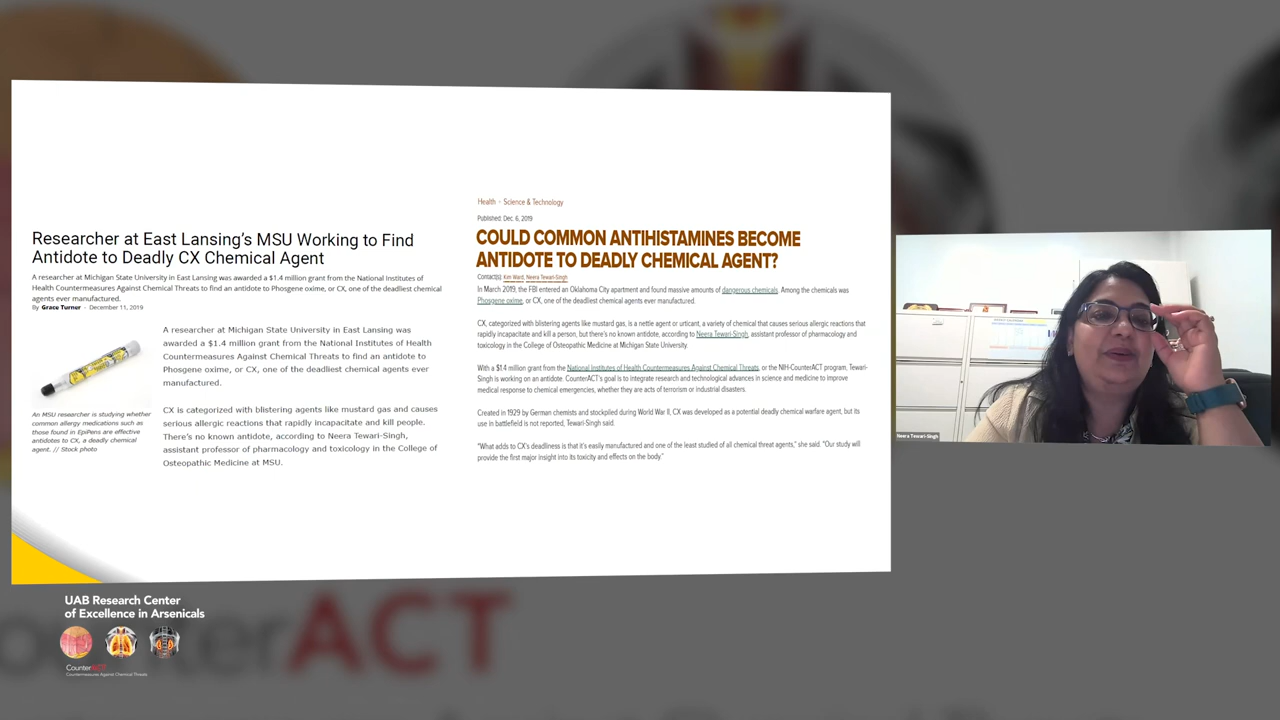 Researcher at East Lansing's MSU Working to Find
Antidote to Deadly CX Chemical Agent
A researcher at Michigan State University in East Lansing was awarded a $1.4 million grant from the National Institutes of
Health Countermeasures Against Chemical Threats to find an antidote to Phosgene oxime, or CX, one of the deadliest chemical
agents ever manufactured.
By Grace Turner - December 11, 2019
A researcher at Michigan State University in East Lansing was
awarded a $1.4 million grant from the National Institutes of Health
Countermeasures Against Chemical Threats to find an antidote to
Phosgene oxime, or CX, one of the deadliest chemical agents ever
manufactured.
An MSU researcher is studying whether
common allergy medications such as
those found in EpiPens are effective
antidotes to CX, a deadly chemical
agent. // Stock photo
CX is categorized with blistering agents like mustard gas and causes
serious allergic reactions that rapidly incapacitate and kill people.
There's no known antidote, according to Neera Tewari-Singh,
assistant professor of pharmacology and toxicology in the College of
Osteopathic Medicine at MSU.
Health · Science & Technology
Published: Dec. 6, 2019
COULD COMMON ANTIHISTAMINES BECOME
ANTIDOTE TO DEADLY CHEMICAL AGENT?
Contact(s): Kim Ward, Neera Tewari-Singh
In March 2019, the FBI entered an Oklahoma City apartment and found massive amounts of dangerous chemicals. Among the chemicals was
Phosgene oxime, or CX, one of the deadliest chemical agents ever manufactured.
CX, categorized with blistering agents like mustard gas, is a nettle agent or urticant, a variety of chemical that causes serious allergic reactions that
rapidly incapacitate and kill a person, but there's no known antidote, according to Neera Tewari-Singh, assistant professor of pharmacology and
toxicology in the College of Osteopathic Medicine at Michigan State University.
With a $1.4 million grant from the National Institutes of Health Countermeasures Against Chemical Threats, or the NIH-CounterACT program, Tewari-
Singh is working on an antidote. CounterACT's goal is to integrate research and technological advances in science and medicine to improve
medical response to chemical emergencies, whether they are acts of terrorism or industrial disasters.
Created in 1929 by German chemists and stockpiled during World War II, CX was developed as a potential deadly chemical warfare agent, but its
use in battlefield is not reported, Tewari-Singh said.
"What adds to CX's deadliness is that it's easily manufactured and one of the least studied of all chemical threat agents," she said. "Our study will
provide the first major insight into its toxicity and effects on the body."
Neera Tewari-Singh
UAB Research Center
of Excellence in Arsenicals
CounterACT
Countermeasures Against Chemical Threats
CounterACT